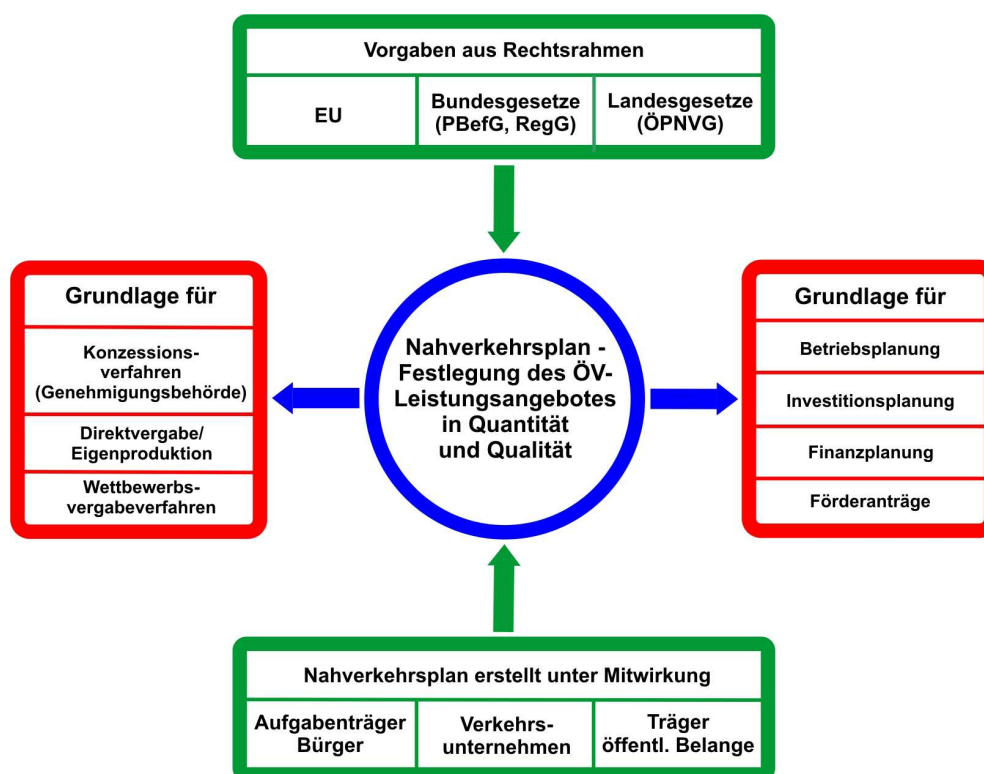 Vorgaben aus Rechtsrahmen
EU
Bundesgesetze
(PBefG, RegG)
Landesgesetze
(ÖPNVG)
Grundlage für
Konzessions-
verfahren
(Genehmigungsbehörde)
Direktvergabe/
Eigenproduktion
Wettbewerbs-
vergabeverfahren
Nahverkehrsplan -
Festlegung des ÖV-
Leistungsangebotes
in Quantität
und Qualität
Grundlage für
Betriebsplanung
Investitionsplanung
Finanzplanung
Förderanträge
Nahverkehrsplan erstellt unter Mitwirkung
Aufgabenträger
Bürger
Verkehrs-
unternehmen
Träger
öffentl. Belange